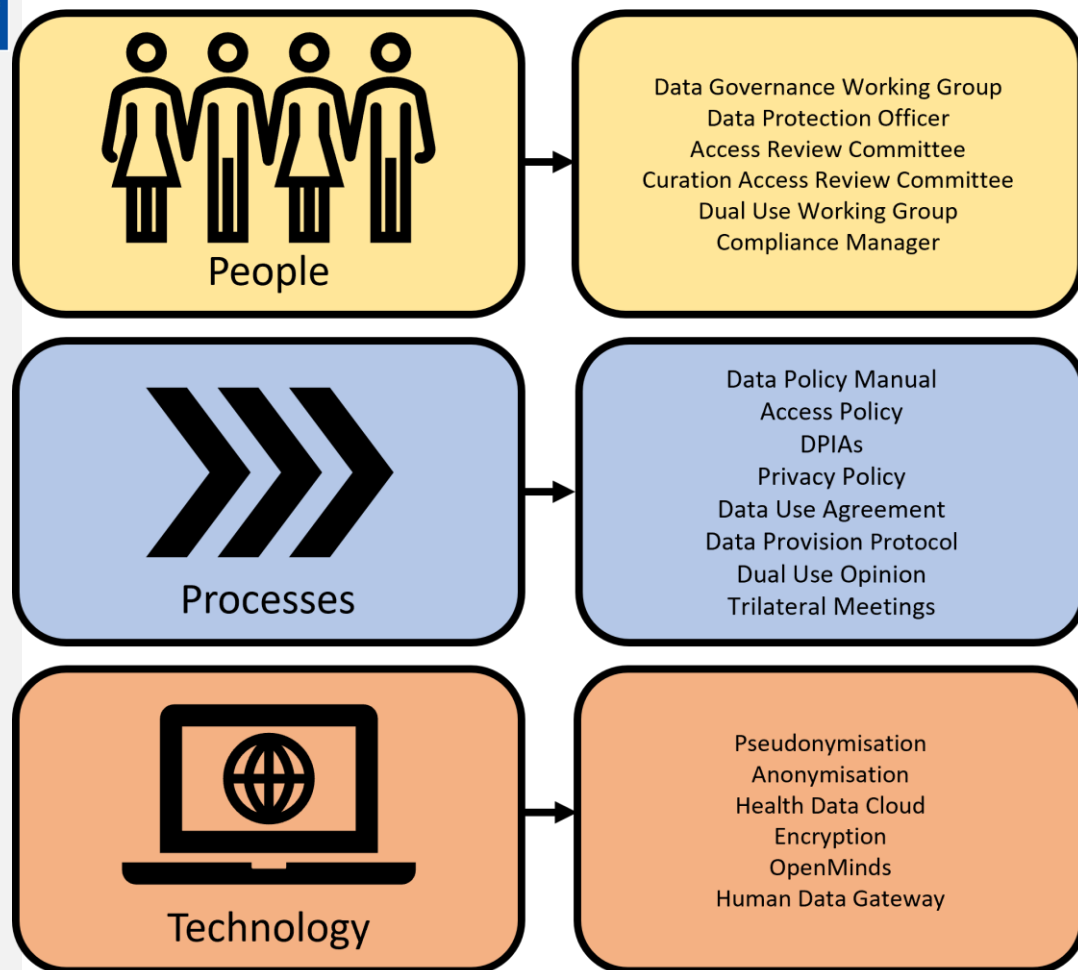 People
Data Governance Working Group
Data Protection Officer
Access Review Committee
Curation Access Review Committee
Dual Use Working Group
Compliance Manager
Processes
Data Policy Manual
Access Policy
DPIAs
Privacy Policy
Data Use Agreement
Data Provision Protocol
Dual Use Opinion
Trilateral Meetings
Technology
Pseudonymisation
Anonymisation
Health Data Cloud
Encryption
OpenMinds
Human Data Gateway